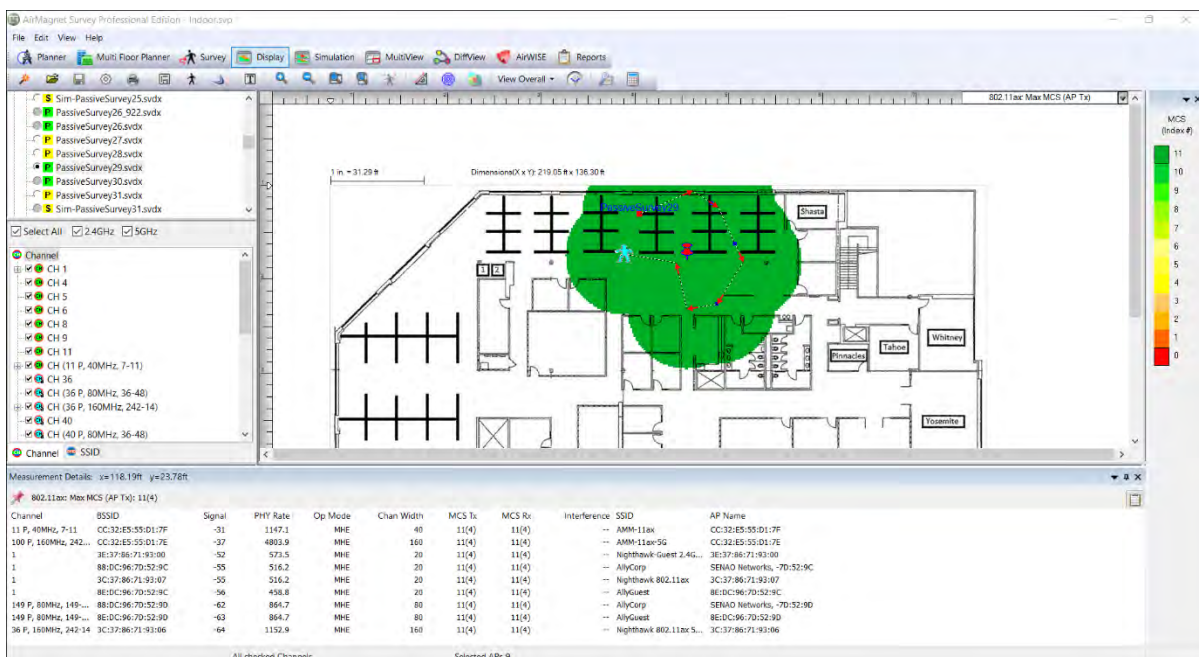 AirMagnet Survey Professional Edition - Indoor.svp
File Edit View Help
Planner Multi Floor Planner Survey Display Simulation MultiView DiffView AirWISE Reports
View Overall
S Sim-PassiveSurvey25.svdx
P PassiveSurvey26_922.svdx
P PassiveSurvey26.svdx
P PassiveSurvey27.svdx
P PassiveSurvey28.svdx
P PassiveSurvey29.svdx
P PassiveSurvey30.svdx
P PassiveSurvey31.svdx
S Sim-PassiveSurvey31.svdx
Select All 2.4GHz 5GHz
Channel
CH 1
CH 4
CH 5
CH 6
CH 8
CH 9
CH 11
CH (11 P, 40MHz, 7-11)
CH 36
CH (36 P, 80MHz, 36-48)
CH (36 P, 160MHz, 242-14)
CH 40
CH (40 P, 80MHz, 36-48)
Channel SSID
802.11ax: Max MCS (AP Tx)
1 in. = 31.29 ft Dimensions(X x Y): 219.05 ft x 136.30 ft
PassiveSurvey29
Shasta
1 2
Whitney
Tahoe
Pinnacles
Yosemite
MCS
(Index #)
11
10
9
8
7
6
5
4
3
2
1
0
Measurement Details: x=118.19ft y=23.78ft
802.11ax: Max MCS (AP Tx): 11(4)
Channel BSSID Signal PHY Rate Op Mode Chan Width MCS Tx MCS Rx Interference SSID AP Name
11 P, 40MHz, 7-11 CC:32:E5:55:D1:7F -31 1147.1 MHE 40 11(4) 11(4) -- AMM-11ax CC:32:E5:55:D1:7F
100 P, 160MHz, 242... CC:32:E5:55:D1:7E -37 4803.9 MHE 160 11(4) 11(4) -- AMM-11ax-5G CC:32:E5:55:D1:7E
1 3E:37:86:71:93:00 -52 573.5 MHE 20 11(4) 11(4) -- Nighthawk-Guest 2.4G... 3E:37:86:71:93:00
1 88:DC:96:7D:52:9C -55 516.2 MHE 20 11(4) 11(4) -- AllyCorp SENAO Networks, -7D:52:9C
1 3C:37:86:71:93:07 -55 516.2 MHE 20 11(4) 11(4) -- Nighthawk 802.11ax 3C:37:86:71:93:07
1 8E:DC:96:7D:52:9C -56 458.8 MHE 20 11(4) 11(4) -- AllyGuest 8E:DC:96:7D:52:9C
149 P, 80MHz, 149-... 88:DC:96:7D:52:9D -62 864.7 MHE 80 11(4) 11(4) -- AllyCorp SENAO Networks, -7D:52:9D
149 P, 80MHz, 149-... 8E:DC:96:7D:52:9D -63 864.7 MHE 80 11(4) 11(4) -- AllyGuest 8E:DC:96:7D:52:9D
36 P, 160MHz, 242-14 3C:37:86:71:93:06 -64 1152.9 MHE 160 11(4) 11(4) -- Nighthawk 802.11ax 5... 3C:37:86:71:93:06
All checked Channels Selected APs 9